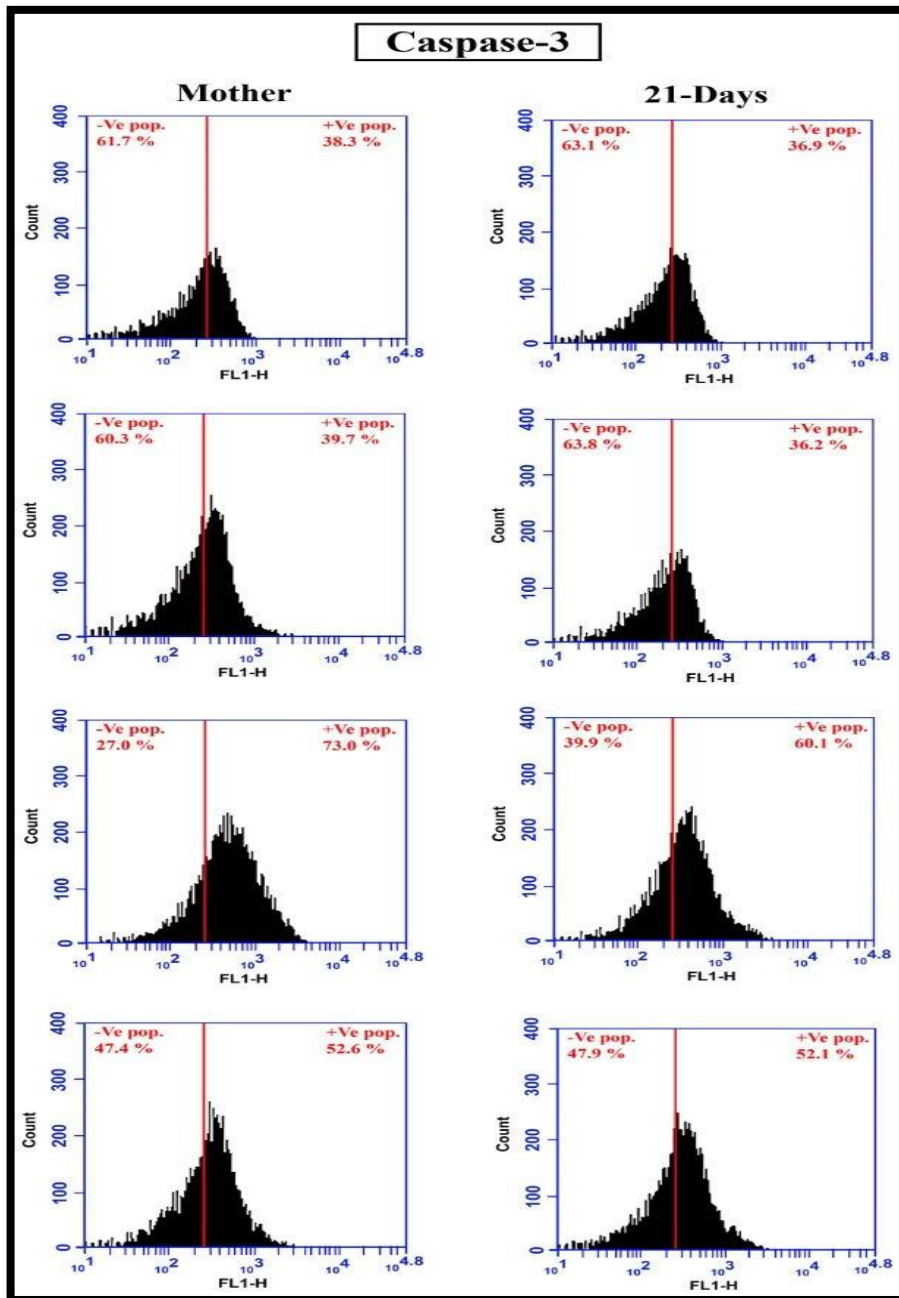 Caspase-3
Mother
21-Days
400
300
200
100
0
Count
-Ve pop.
61.7 %
+Ve pop.
38.3 %
10^1
10^2
10^3
10^4
10^4.8
FL1-H
400
300
200
100
0
Count
-Ve pop.
63.1 %
+Ve pop.
36.9 %
10^1
10^2
10^3
10^4
10^4.8
FL1-H
400
300
200
100
0
Count
-Ve pop.
60.3 %
+Ve pop.
39.7 %
10^1
10^2
10^3
10^4
10^4.8
FL1-H
400
300
200
100
0
Count
-Ve pop.
63.8 %
+Ve pop.
36.2 %
10^1
10^2
10^3
10^4
10^4.8
FL1-H
400
300
200
100
0
Count
-Ve pop.
27.0 %
+Ve pop.
73.0 %
10^1
10^2
10^3
10^4
10^4.8
FL1-H
400
300
200
100
0
Count
-Ve pop.
39.9 %
+Ve pop.
60.1 %
10^1
10^2
10^3
10^4
10^4.8
FL1-H
400
300
200
100
0
Count
-Ve pop.
47.4 %
+Ve pop.
52.6 %
10^1
10^2
10^3
10^4
10^4.8
FL1-H
400
300
200
100
0
Count
-Ve pop.
47.9 %
+Ve pop.
52.1 %
10^1
10^2
10^3
10^4
10^4.8
FL1-H